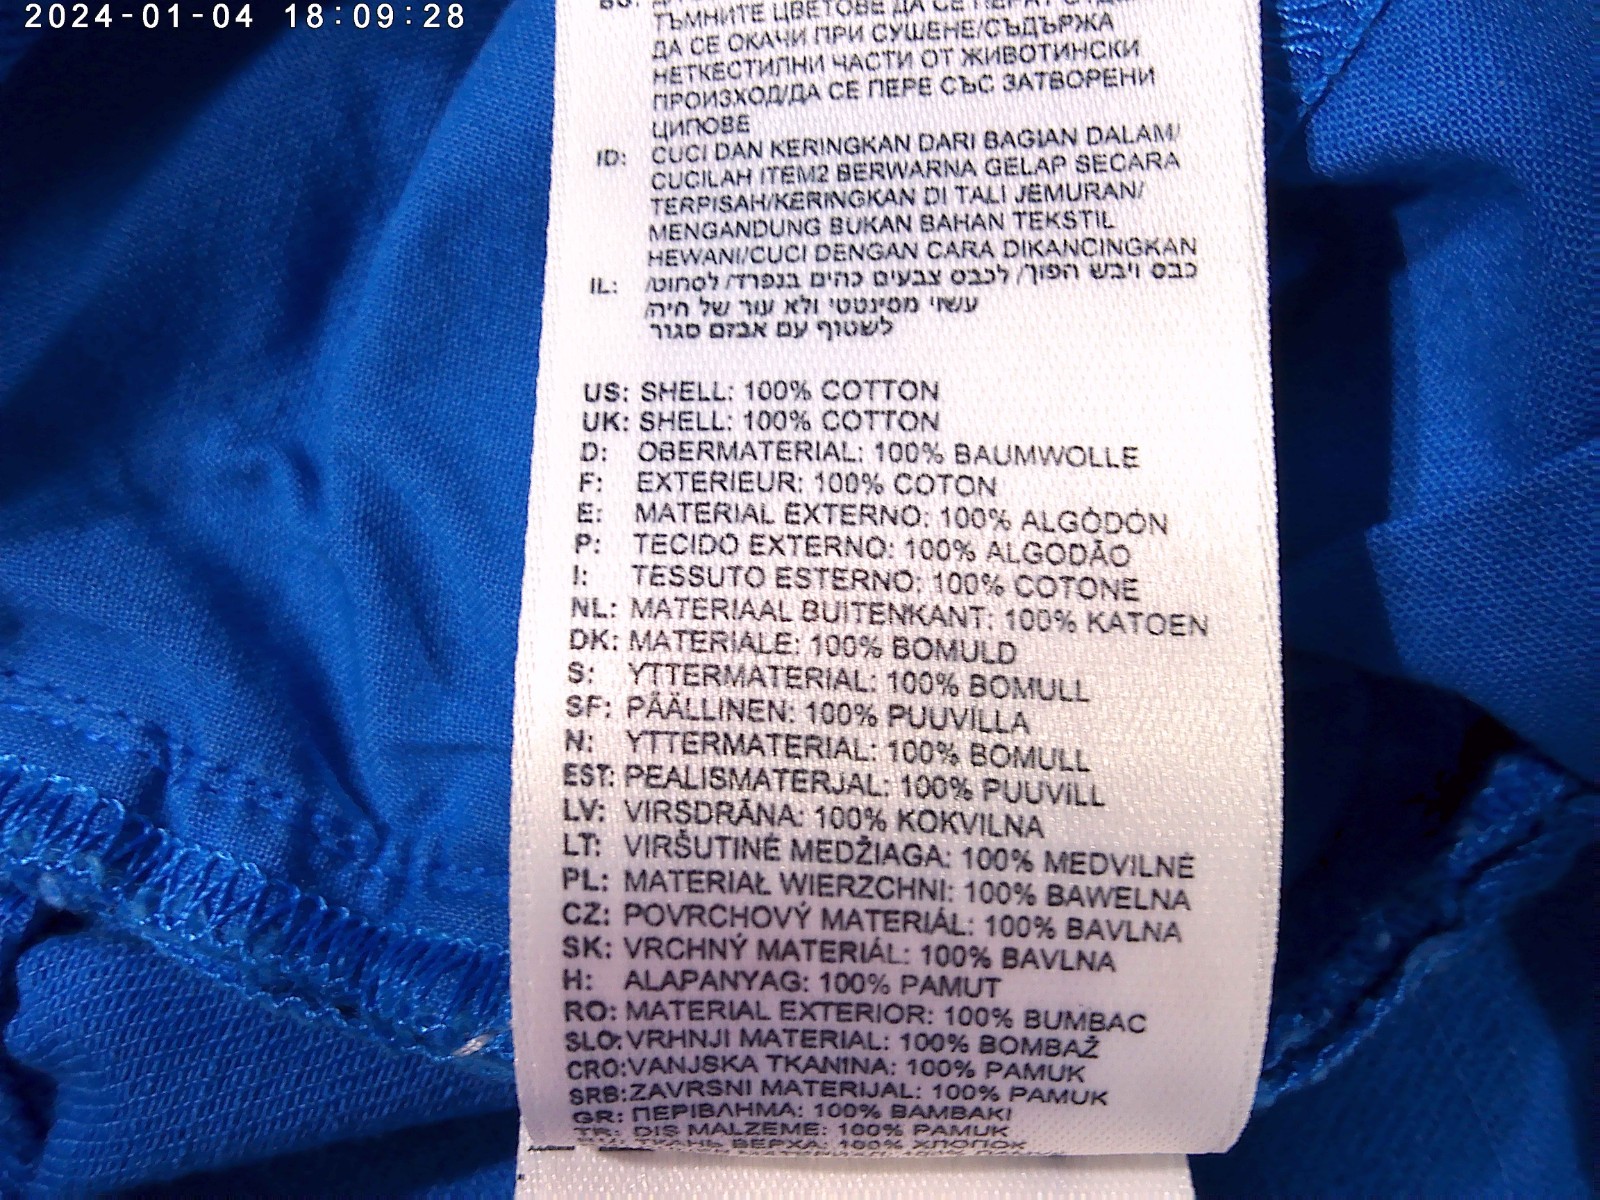 2024-01-04 18:09:28
ТЪМНИТЕ ЦВЕТОВЕ ДА СЕ ПЕРАТ
ДА СЕ ОКАЧИ ПРИ СУШЕНЕ/СЪДЪРЖА
НЕТКЕСТИЛНИ ЧАСТИ ОТ ЖИВОТИНСКИ
ПРОИЗХОД/ДА СЕ ПЕРЕ СЪС ЗАТВОРЕНИ
ЦИПОВЕ
ID: CUCI DAN KERINGKAN DARI BAGIAN DALAM/
CUCILAH ITEM2 BERWARNA GELAP SECARA
TERPISAH/KERINGKAN DI TALI JEMURAN/
MENGANDUNG BUKAN BAHAN TEKSTIL
HEWANI/CUCI DENGAN CARA DIKANCINGKAN
IL: כבס ויבש הפוך/ לכבס צבעים כהים בנפרד/ לסחוט/
עשוי מסינטטי ולא עור של חיה/
לשטוף עם אבזם סגור
US: SHELL: 100% COTTON
UK: SHELL: 100% COTTON
D: OBERMATERIAL: 100% BAUMWOLLE
F: EXTERIEUR: 100% COTON
E: MATERIAL EXTERNO: 100% ALGODÓN
P: TECIDO EXTERNO: 100% ALGODÃO
I: TESSUTO ESTERNO: 100% COTONE
NL: MATERIAAL BUITENKANT: 100% KATOEN
DK: MATERIALE: 100% BOMULD
S: YTTERMATERIAL: 100% BOMULL
SF: PÄÄLLINEN: 100% PUUVILLA
N: YTTERMATERIAL: 100% BOMULL
EST: PEALISMATERJAL: 100% PUUVILL
LV: VIRSDRĀNA: 100% KOKVILNA
LT: VIRŠUTINĖ MEDŽIAGA: 100% MEDVILNĖ
PL: MATERIAŁ WIERZCHNI: 100% BAWEŁNA
CZ: POVRCHOVÝ MATERIÁL: 100% BAVLNA
SK: VRCHNÝ MATERIÁL: 100% BAVLNA
H: ALAPANYAG: 100% PAMUT
RO: MATERIAL EXTERIOR: 100% BUMBAC
SLO: VRHNJI MATERIAL: 100% BOMBAŽ
CRO: VANJSKA TKANINA: 100% PAMUK
SRB: ZAVRSNI MATERIJAL: 100% PAMUK
GR: ΠΕΡΙΒΛΗΜΑ: 100% ΒΑΜΒΑΚΙ
TR: DIS MALZEME: 100% PAMUK
ТКАНЬ ВЕРХА: 100% ХЛОПОК